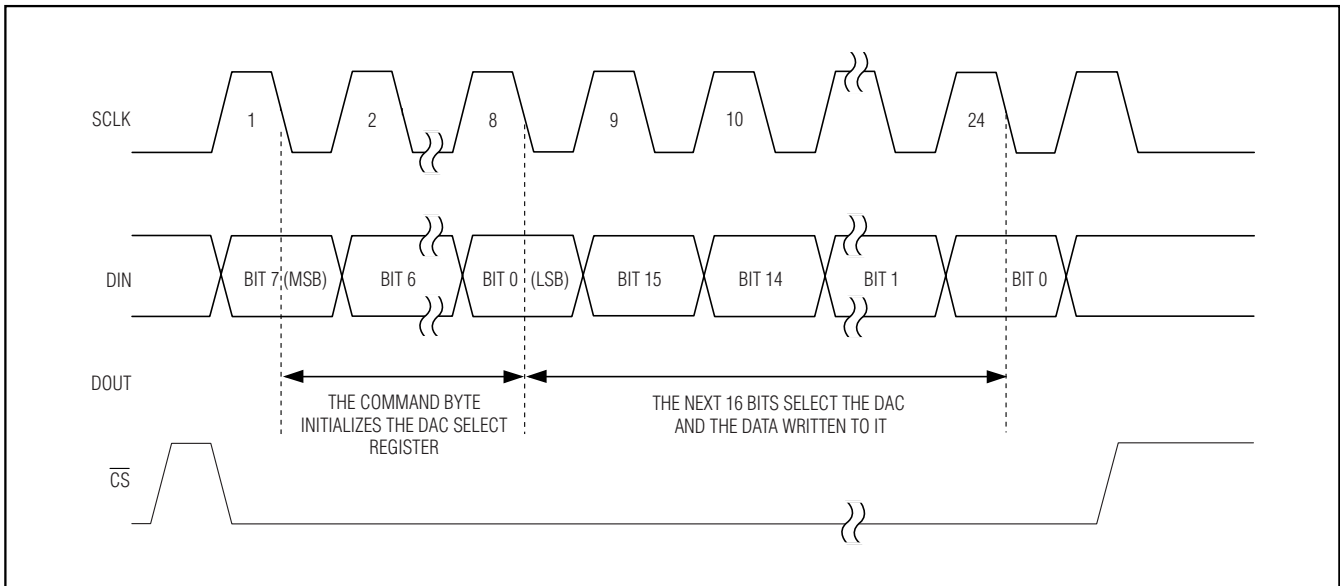 SCLK
1 2 8 9 10 24
DIN
BIT 7 (MSB) BIT 6 BIT 0 (LSB) BIT 15 BIT 14 BIT 1 BIT 0
DOUT
THE COMMAND BYTE
INITIALIZES THE DAC SELECT
REGISTER
THE NEXT 16 BITS SELECT THE DAC
AND THE DATA WRITTEN TO IT
CS